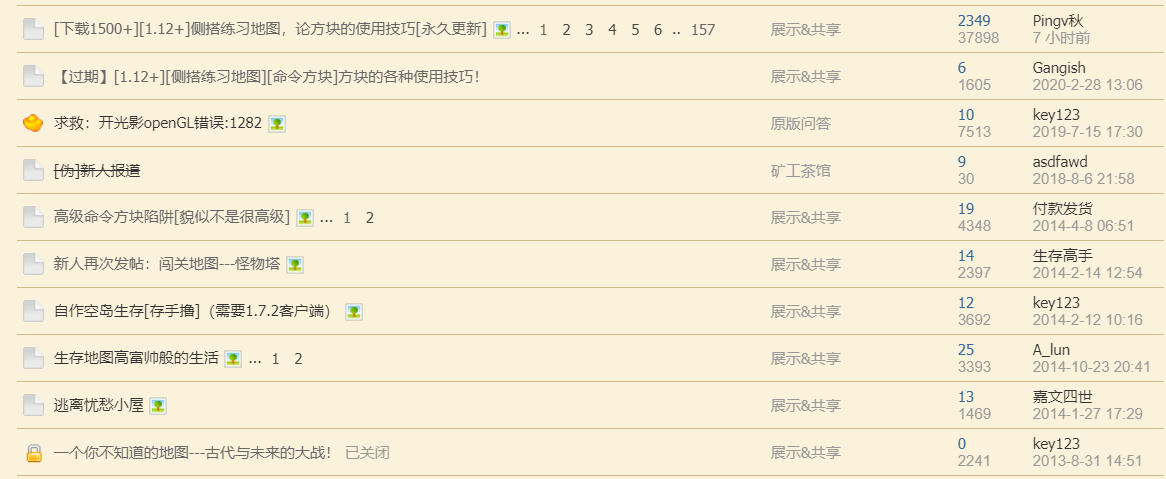 [下载1500+][1.12+]侧搭练习地图，论方块的使用技巧[永久更新] ... 1 2 3 4 5 6 .. 157 展示&共享 2349 Pingv秋
37898 7 小时前
【过期】[1.12+][侧搭练习地图][命令方块]方块的各种使用技巧！ 展示&共享 6 Gangish
1605 2020-2-28 13:06
求救：开光影openGL错误:1282 原版问答 10 key123
7513 2019-7-15 17:30
[伪]新人报道 矿工茶馆 9 asdfawd
30 2018-8-6 21:58
高级命令方块陷阱[貌似不是很高级] ... 1 2 展示&共享 19 付款发货
4348 2014-4-8 06:51
新人再次发帖：闯关地图---怪物塔 展示&共享 14 生存高手
2397 2014-2-14 12:54
自作空岛生存[存手撸]（需要1.7.2客户端） 展示&共享 12 key123
3692 2014-2-12 10:16
生存地图高富帅般的生活 ... 1 2 展示&共享 25 A_lun
3393 2014-10-23 20:41
逃离忧愁小屋 展示&共享 13 嘉文四世
1469 2014-1-27 17:29
一个你不知道的地图---古代与未来的大战！ 已关闭 展示&共享 0 key123
2241 2013-8-31 14:51